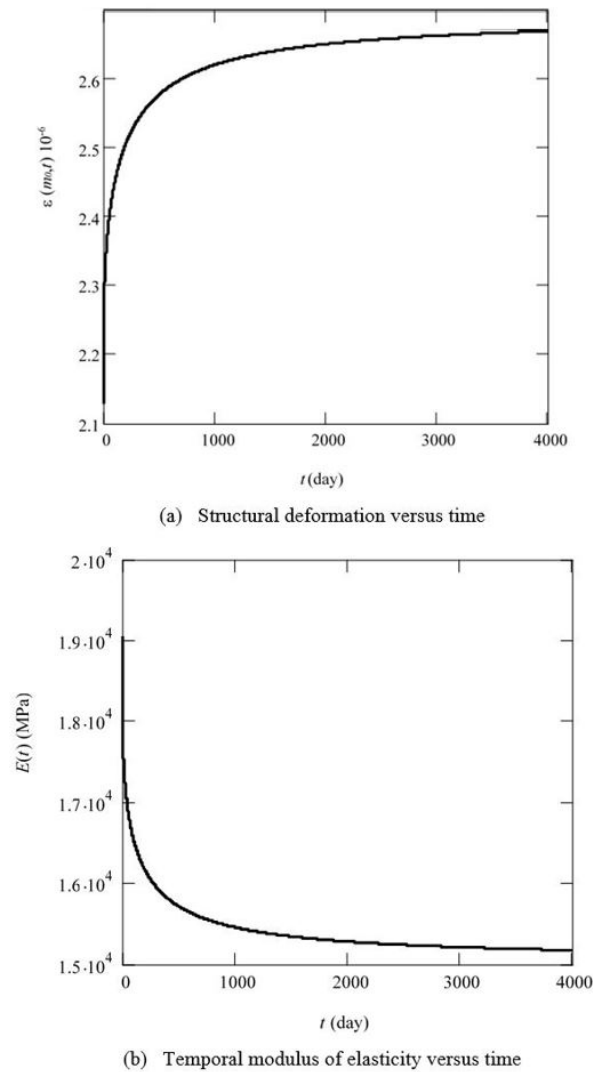 2.6
2.5
2.4
2.3
2.2
2.1
ε (m₀,t) 10⁻⁶
0 1000 2000 3000 4000
t (day)
(a) Structural deformation versus time
2·10⁴
1.9·10⁴
1.8·10⁴
1.7·10⁴
1.6·10⁴
1.5·10⁴
E(t) (MPa)
0 1000 2000 3000 4000
t (day)
(b) Temporal modulus of elasticity versus time